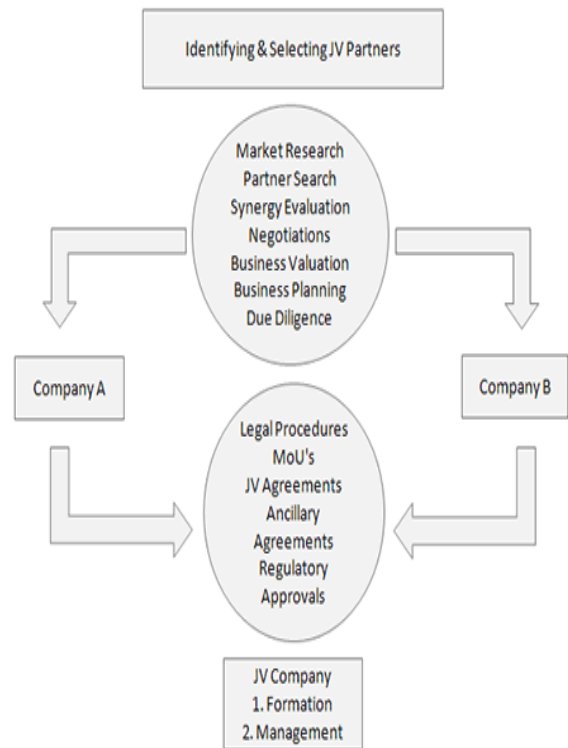 Identifying & Selecting JV Partners
Market Research
Partner Search
Synergy Evaluation
Negotiations
Business Valuation
Business Planning
Due Diligence
Company A
Company B
Legal Procedures
MoU's
JV Agreements
Ancillary
Agreements
Regulatory
Approvals
JV Company
1. Formation
2. Management